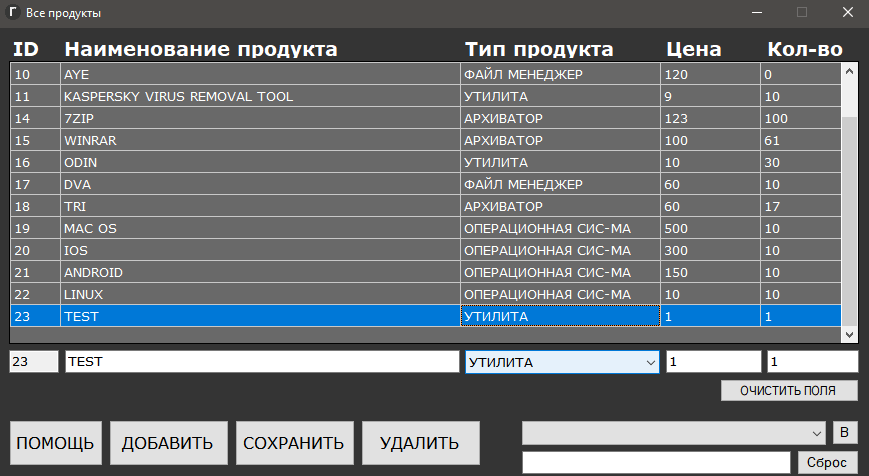 Все продукты
ID Наименование продукта Тип продукта Цена Кол-во
10 AYE ФАЙЛ МЕНЕДЖЕР 120 0
11 KASPERSKY VIRUS REMOVAL TOOL УТИЛИТА 9 10
14 7ZIP АРХИВАТОР 123 100
15 WINRAR АРХИВАТОР 100 61
16 ODIN УТИЛИТА 10 30
17 DVA ФАЙЛ МЕНЕДЖЕР 60 10
18 TRI АРХИВАТОР 60 17
19 MAC OS ОПЕРАЦИОННАЯ СИС-МА 500 10
20 IOS ОПЕРАЦИОННАЯ СИС-МА 300 10
21 ANDROID ОПЕРАЦИОННАЯ СИС-МА 150 10
22 LINUX ОПЕРАЦИОННАЯ СИС-МА 10 10
23 TEST УТИЛИТА 1 1
23 TEST УТИЛИТА 1 1
ОЧИСТИТЬ ПОЛЯ
ПОМОЩЬ ДОБАВИТЬ СОХРАНИТЬ УДАЛИТЬ В
Сброс